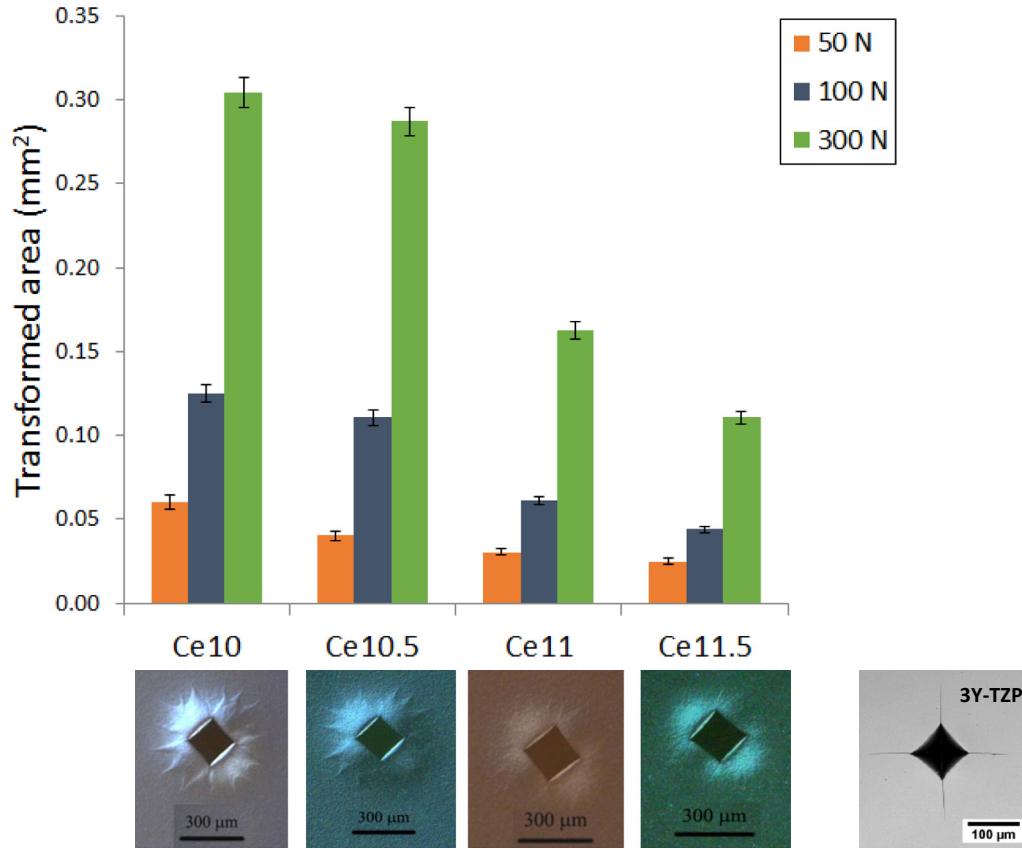 0.35
50 N
100 N
300 N
0.30
0.25
0.20
0.15
0.10
0.05
0.00
Transformed area (mm²)
Ce10 Ce10.5 Ce11 Ce11.5
3Y-TZP
300 µm 300 µm 300 µm 300 µm 100 µm